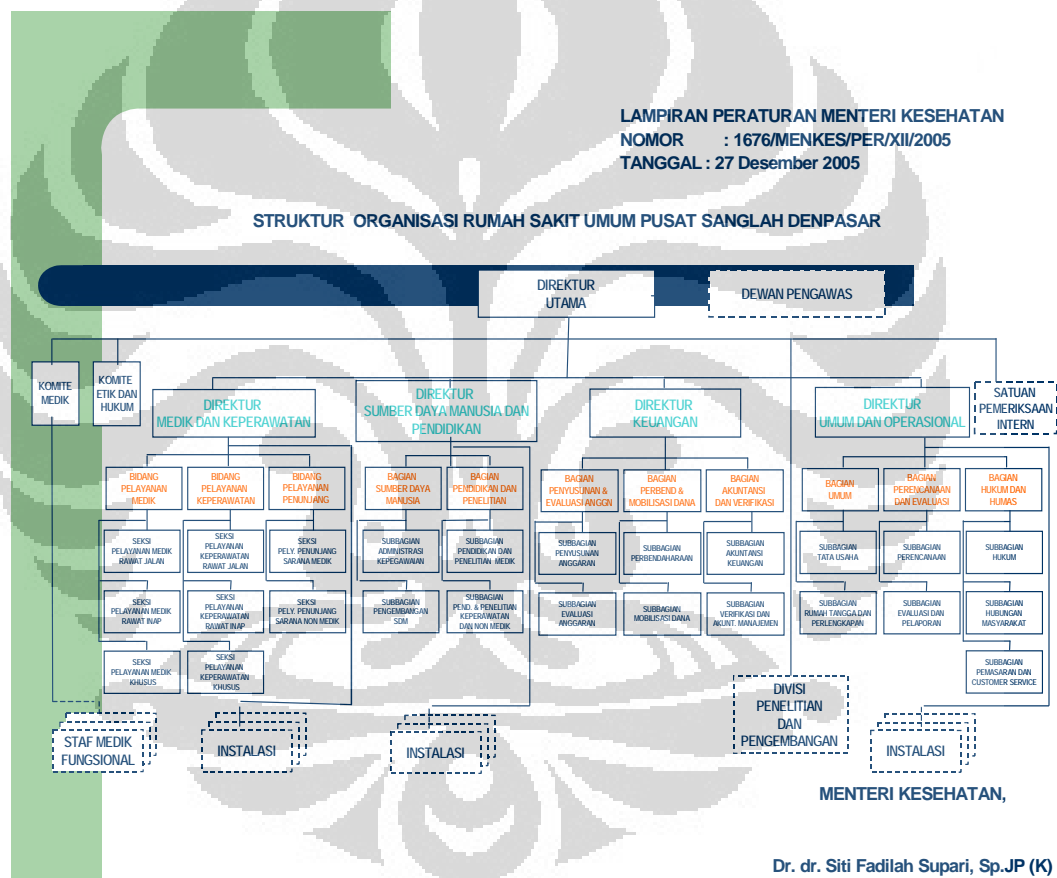 LAMPIRAN PERATURAN MENTERI KESEHATAN
NOMOR : 1676/MENKES/PER/XII/2005
TANGGAL : 27 Desember 2005
STRUKTUR ORGANISASI RUMAH SAKIT UMUM PUSAT SANGLAH DENPASAR
DIREKTUR
UTAMA
DEWAN PENGAWAS
KOMITE
MEDIK
KOMITE
ETIK DAN
HUKUM
DIREKTUR
MEDIK DAN KEPERAWATAN
DIREKTUR
SUMBER DAYA MANUSIA DAN
PENDIDIKAN
DIREKTUR
KEUANGAN
DIREKTUR
UMUM DAN OPERASIONAL
SATUAN
PEMERIKSAAN
INTERN
BIDANG
PELAYANAN
MEDIK
BIDANG
PELAYANAN
KEPERAWATAN
BIDANG
PELAYANAN
PENUNJANG
BAGIAN
SUMBER DAYA
MANUSIA
BAGIAN
PENDIDIKAN DAN
PENELITIAN
BAGIAN
PENYUSUNAN &
EVALUASI ANGGN
BAGIAN
PERBEND &
MOBILISASI DANA
BAGIAN
AKUNTANSI
DAN VERIFIKASI
BAGIAN
UMUM
BAGIAN
PERENCANAAN
DAN EVALUASI
BAGIAN
HUKUM DAN
HUMAS
SEKSI
PELAYANAN MEDIK
RAWAT JALAN
SEKSI
PELAYANAN
KEPERAWATAN
RAWAT JALAN
SEKSI
PELY. PENUNJANG
SARANA MEDIK
SUBBAGIAN
ADMINISTRASI
KEPEGAWAIAN
SUBBAGIAN
PENDIDIKAN DAN
PENELITIAN MEDIK
SUBBAGIAN
PENYUSUNAN
ANGGARAN
SUBBAGIAN
PERBENDAHARAAN
SUBBAGIAN
AKUNTANSI
KEUANGAN
SUBBAGIAN
TATA USAHA
SUBBAGIAN
PERENCANAAN
SUBBAGIAN
HUKUM
SEKSI
PELAYANAN MEDIK
RAWAT INAP
SEKSI
PELAYANAN
KEPERAWATAN
RAWAT INAP
SEKSI
PELY. PENUNJANG
SARANA NON MEDIK
SUBBAGIAN
PENGEMBANGAN
SDM
SUBBAGIAN
PEND. & PENELITIAN
KEPERAWATAN
DAN NON MEDIK
SUBBAGIAN
EVALUASI
ANGGARAN
SUBBAGIAN
MOBILISASI DANA
SUBBAGIAN
VERIFIKASI DAN
AKUNT. MANAJEMEN
SUBBAGIAN
RUMAH TANGGA DAN
PERLENGKAPAN
SUBBAGIAN
EVALUASI DAN
PELAPORAN
SUBBAGIAN
HUBUNGAN
MASYARAKAT
SEKSI
PELAYANAN MEDIK
KHUSUS
SEKSI
PELAYANAN
KEPERAWATAN
KHUSUS
SUBBAGIAN
PEMASARAN DAN
CUSTOMER SERVICE
STAF MEDIK
FUNGSIONAL
INSTALASI
INSTALASI
DIVISI
PENELITIAN
DAN
PENGEMBANGAN
INSTALASI
MENTERI KESEHATAN,
Dr. dr. Siti Fadilah Supari, Sp.JP (K)